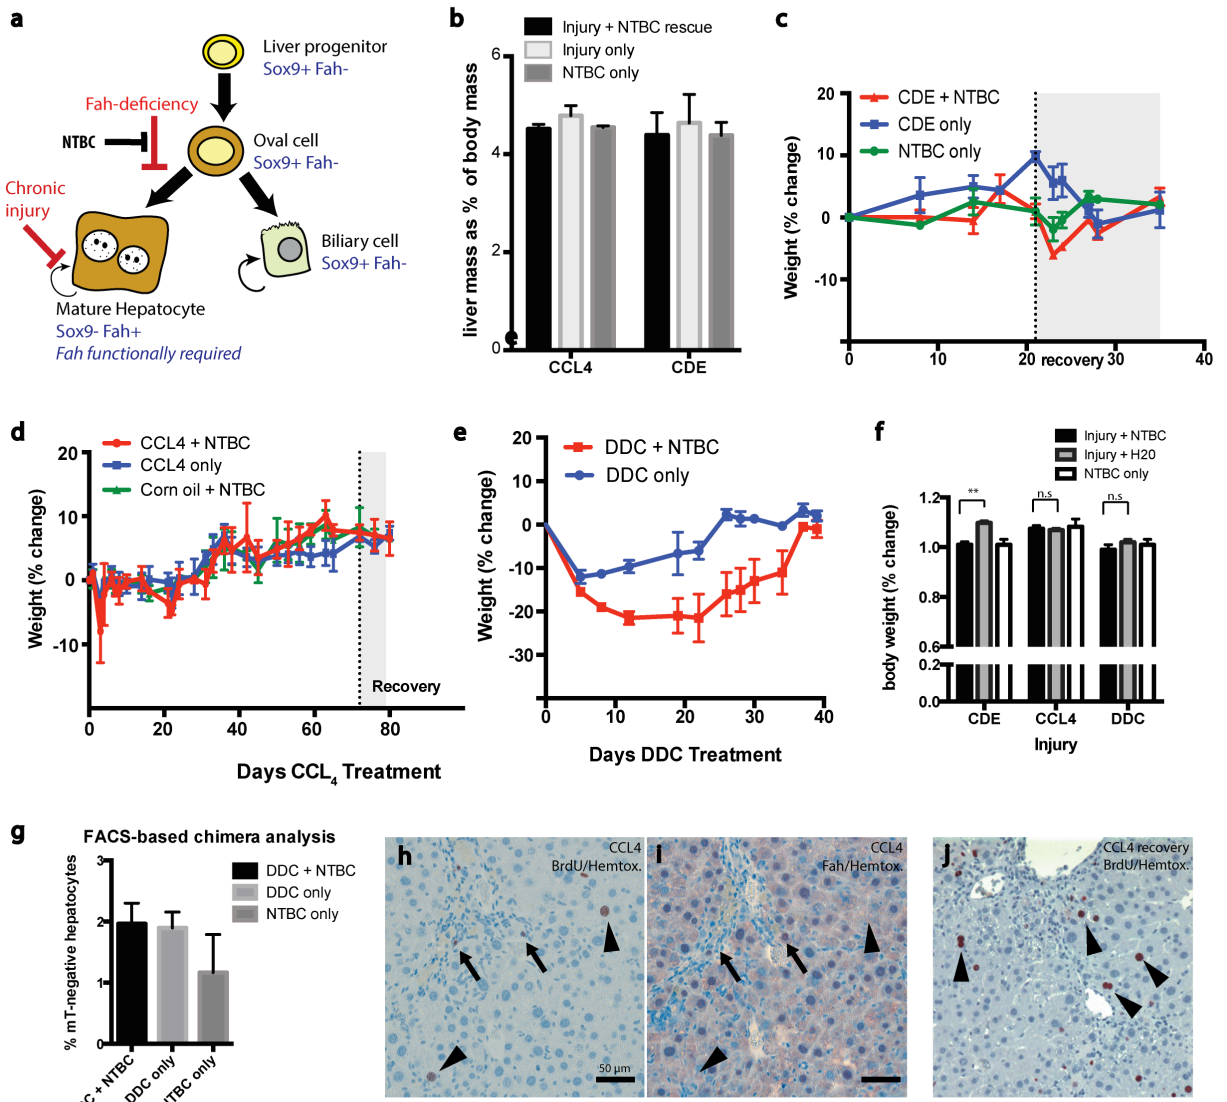 a
Liver progenitor
Sox9+ Fah-
Fah-deficiency
NTBC
Oval cell
Sox9+ Fah-
Chronic
injury
Biliary cell
Sox9+ Fah-
Mature Hepatocyte
Sox9- Fah+
Fah functionally required
b
Injury + NTBC rescue
Injury only
NTBC only
liver mass as % of body mass
6
4
2
0
CCL4
CDE
c
CDE + NTBC
CDE only
NTBC only
Weight (% change)
20
10
0
-10
0
10
20
recovery
30
40
d
CCL4 + NTBC
CCL4 only
Corn oil + NTBC
Weight (% change)
20
10
0
-10
Recovery
0
20
40
60
80
Days CCL4 Treatment
e
DDC + NTBC
DDC only
Weight (% change)
20
10
0
-10
-20
-30
0
10
20
30
40
Days DDC Treatment
f
Injury + NTBC
Injury + H20
NTBC only
body weight (% change)
1.2
1.0
0.8
0.6
0.2
0.0
**
n.s
n.s
CDE
CCL4
DDC
Injury
g
FACS-based chimera analysis
% mT-negative hepatocytes
3
2
1
0
DDC + NTBC
DDC only
NTBC only
+ NTBC
DDC only
only
h
CCL4
BrdU/Hemtox.
50 µm
i
CCL4
Fah/Hemtox.
j
CCL4 recovery
BrdU/Hemtox.